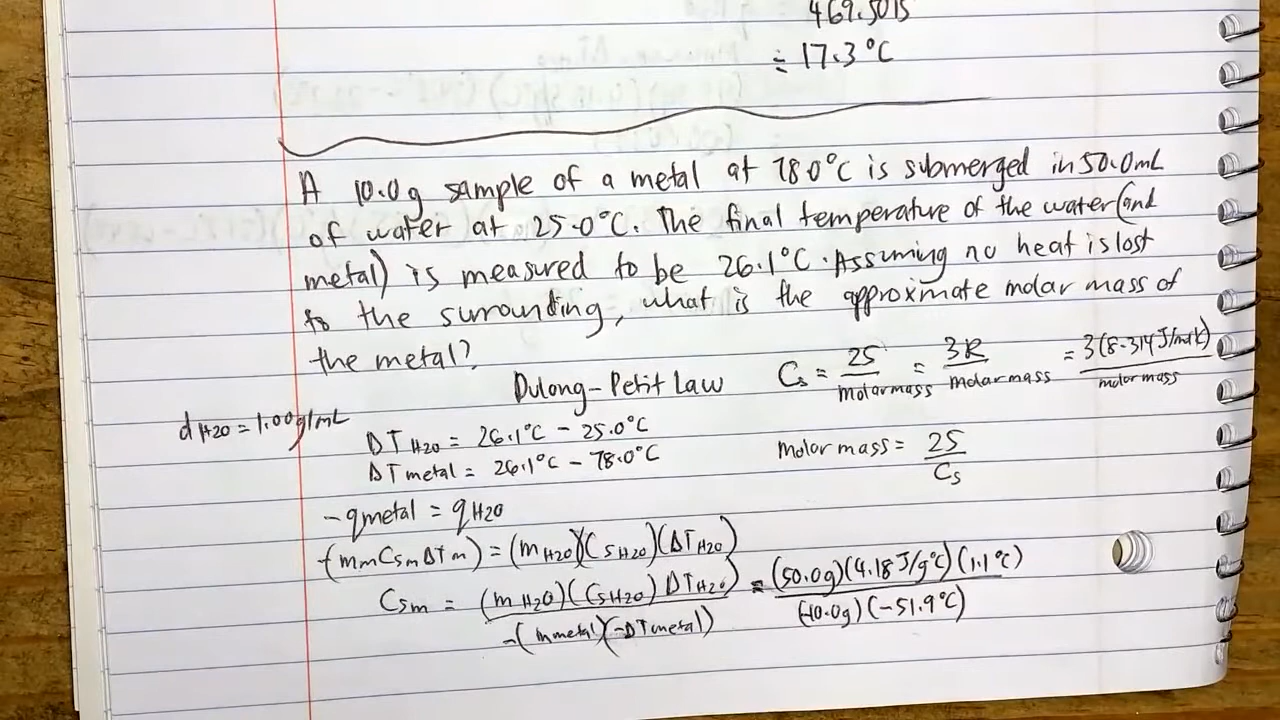 469.5015
≐ 17.3°C
A 10.0g sample of a metal at 78.0°C is submerged in 50.0mL
of water at 25.0°C. The final temperature of the water (and
metal) is measured to be 26.1°C. Assuming no heat is lost
to the surrounding, what is the approximate molar mass of
the metal?
Dulong-Petit Law
Cs = 25/molar mass = 3R/molar mass = 3(8.314 J/molK)/molar mass
dH2O = 1.00g/mL
ΔT H2O = 26.1°C - 25.0°C
ΔT metal = 26.1°C - 78.0°C
molar mass = 25/Cs
-qmetal = qH2O
-(mmCsmΔtm) = (mH2O)(CsH2O)(ΔTH2O)
Csm = (mH2O)(CsH2O)ΔTH2O)/-(mmetal)(-ΔTmetal) = (50.0g)(4.18J/g°C)(1.1°C)/(-10.0g)(-51.9°C)